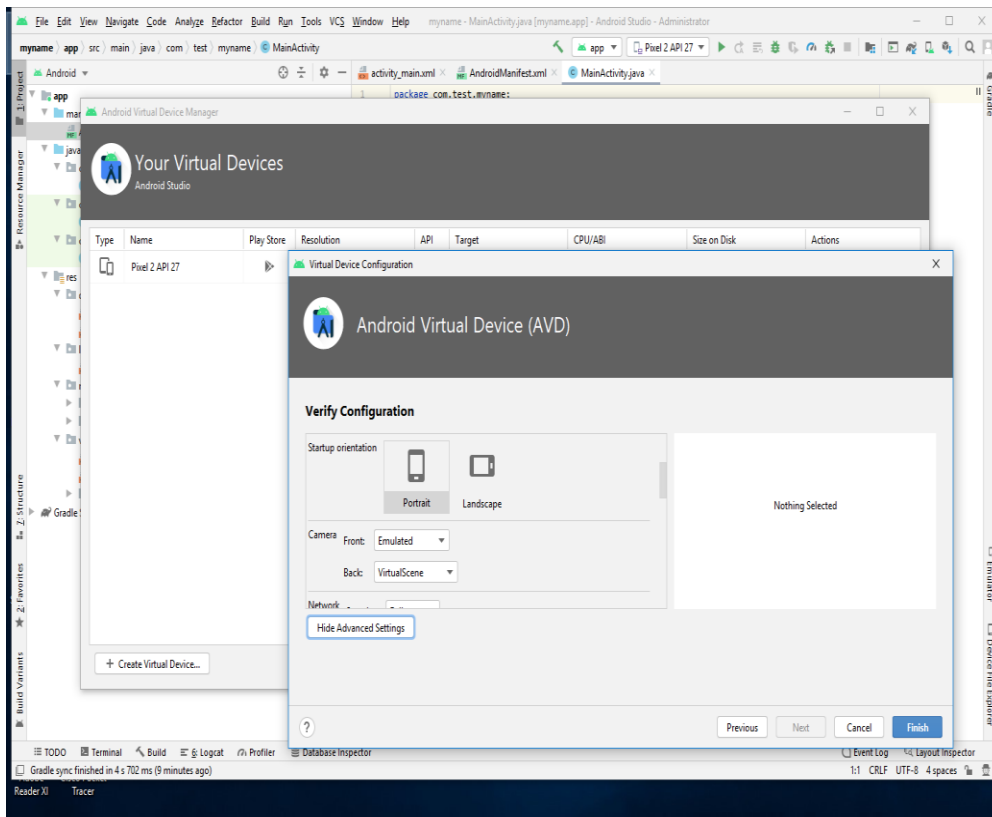 File Edit View Navigate Code Analyze Refactor Build Run Tools VCS Window Help myname - MainActivity.java [myname.app] - Android Studio - Administrator
myname app src main java com test myname MainActivity app Pixel 2 API 27
1: Project Android activity_main.xml AndroidManifest.xml MainActivity.java Gradle
app 1 package com.test.myname;
Android Virtual Device Manager
java
Resource Manager
Your Virtual Devices
Android Studio
Type Name Play Store Resolution API Target CPU/ABI Size on Disk Actions
Pixel 2 API 27
res
Virtual Device Configuration
Android Virtual Device (AVD)
Verify Configuration
Startup orientation
Portrait Landscape
Nothing Selected
Camera Front: Emulated
Back: VirtualScene
Network
Hide Advanced Settings
Z: Structure
Gradle
2: Favorites
Build Variants
Emulator
Device File Explorer
+ Create Virtual Device...
? Previous Next Cancel Finish
TODO Terminal Build 6: Logcat Profiler Database Inspector Event Log Layout Inspector
Gradle sync finished in 4 s 702 ms (9 minutes ago) 1:1 CRLF UTF-8 4 spaces
Reader XI Tracer